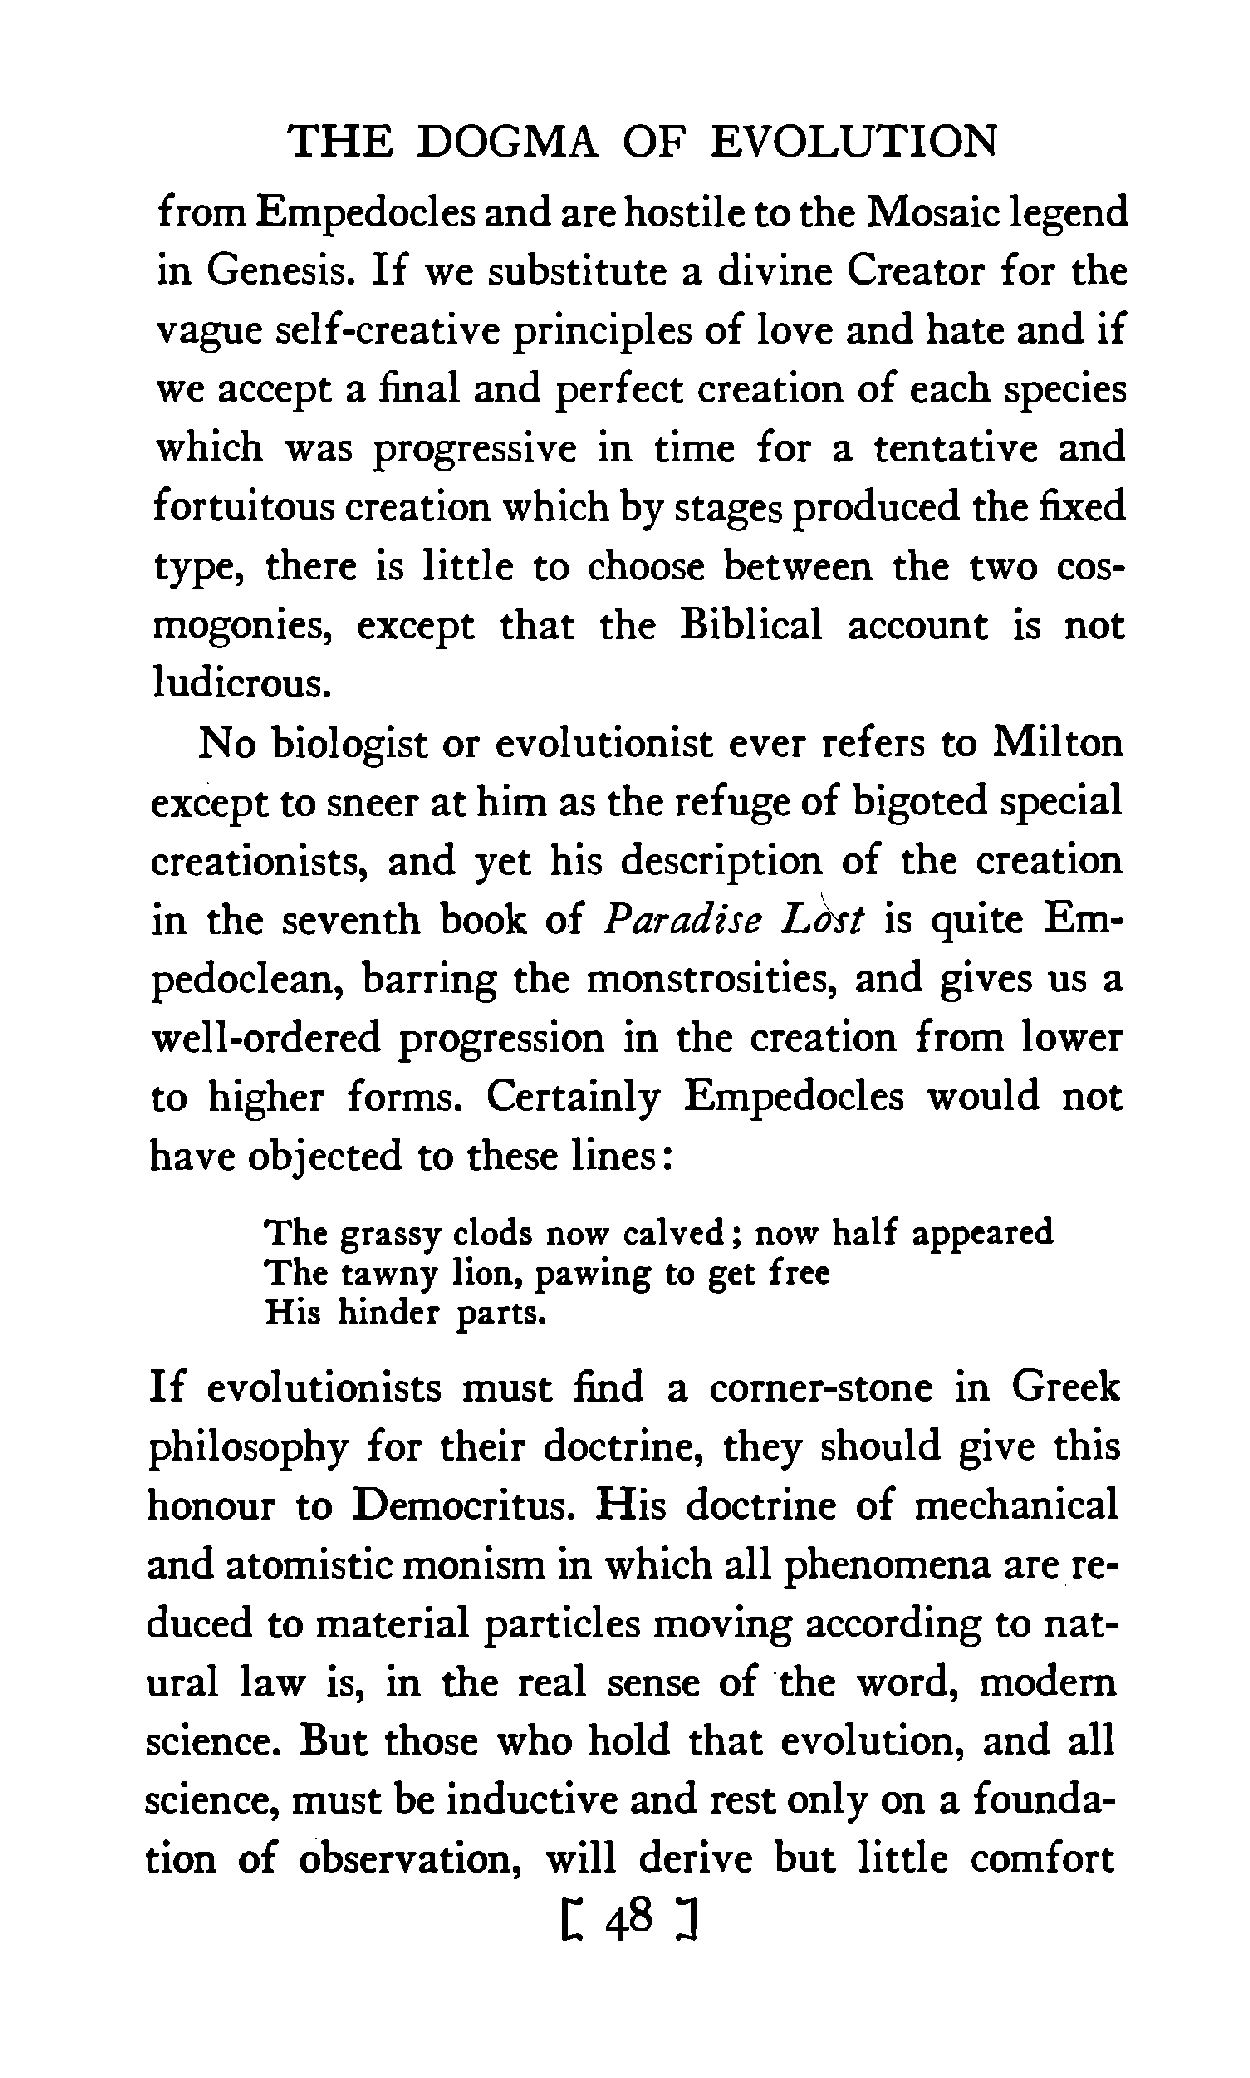 THE DOGMA OF EVOLUTION
from Empedocles and are hostile to the Mosaic legend
in Genesis. If we substitute a divine Creator for the
vague self-creative principles of love and hate and if
we accept a final and perfect creation of each species
which was progressive in time for a tentative and
fortuitous creation which by stages produced the fixed
type, there is little to choose between the two cos-
mogonies, except that the Biblical account is not
ludicrous.
No biologist or evolutionist ever refers to Milton
except to sneer at him as the refuge of bigoted special
creationists, and yet his description of the creation
in the seventh book of Paradise Lost is quite Em-
pedoclean, barring the monstrosities, and gives us a
well-ordered progression in the creation from lower
to higher forms. Certainly Empedocles would not
have objected to these lines:
The grassy clods now calved; now half appeared
The tawny lion, pawing to get free
His hinder parts.
If evolutionists must find a corner-stone in Greek
philosophy for their doctrine, they should give this
honour to Democritus. His doctrine of mechanical
and atomistic monism in which all phenomena are re-
duced to material particles moving according to nat-
ural law is, in the real sense of the word, modern
science. But those who hold that evolution, and all
science, must be inductive and rest only on a founda-
tion of observation, will derive but little comfort
[ 48 ]